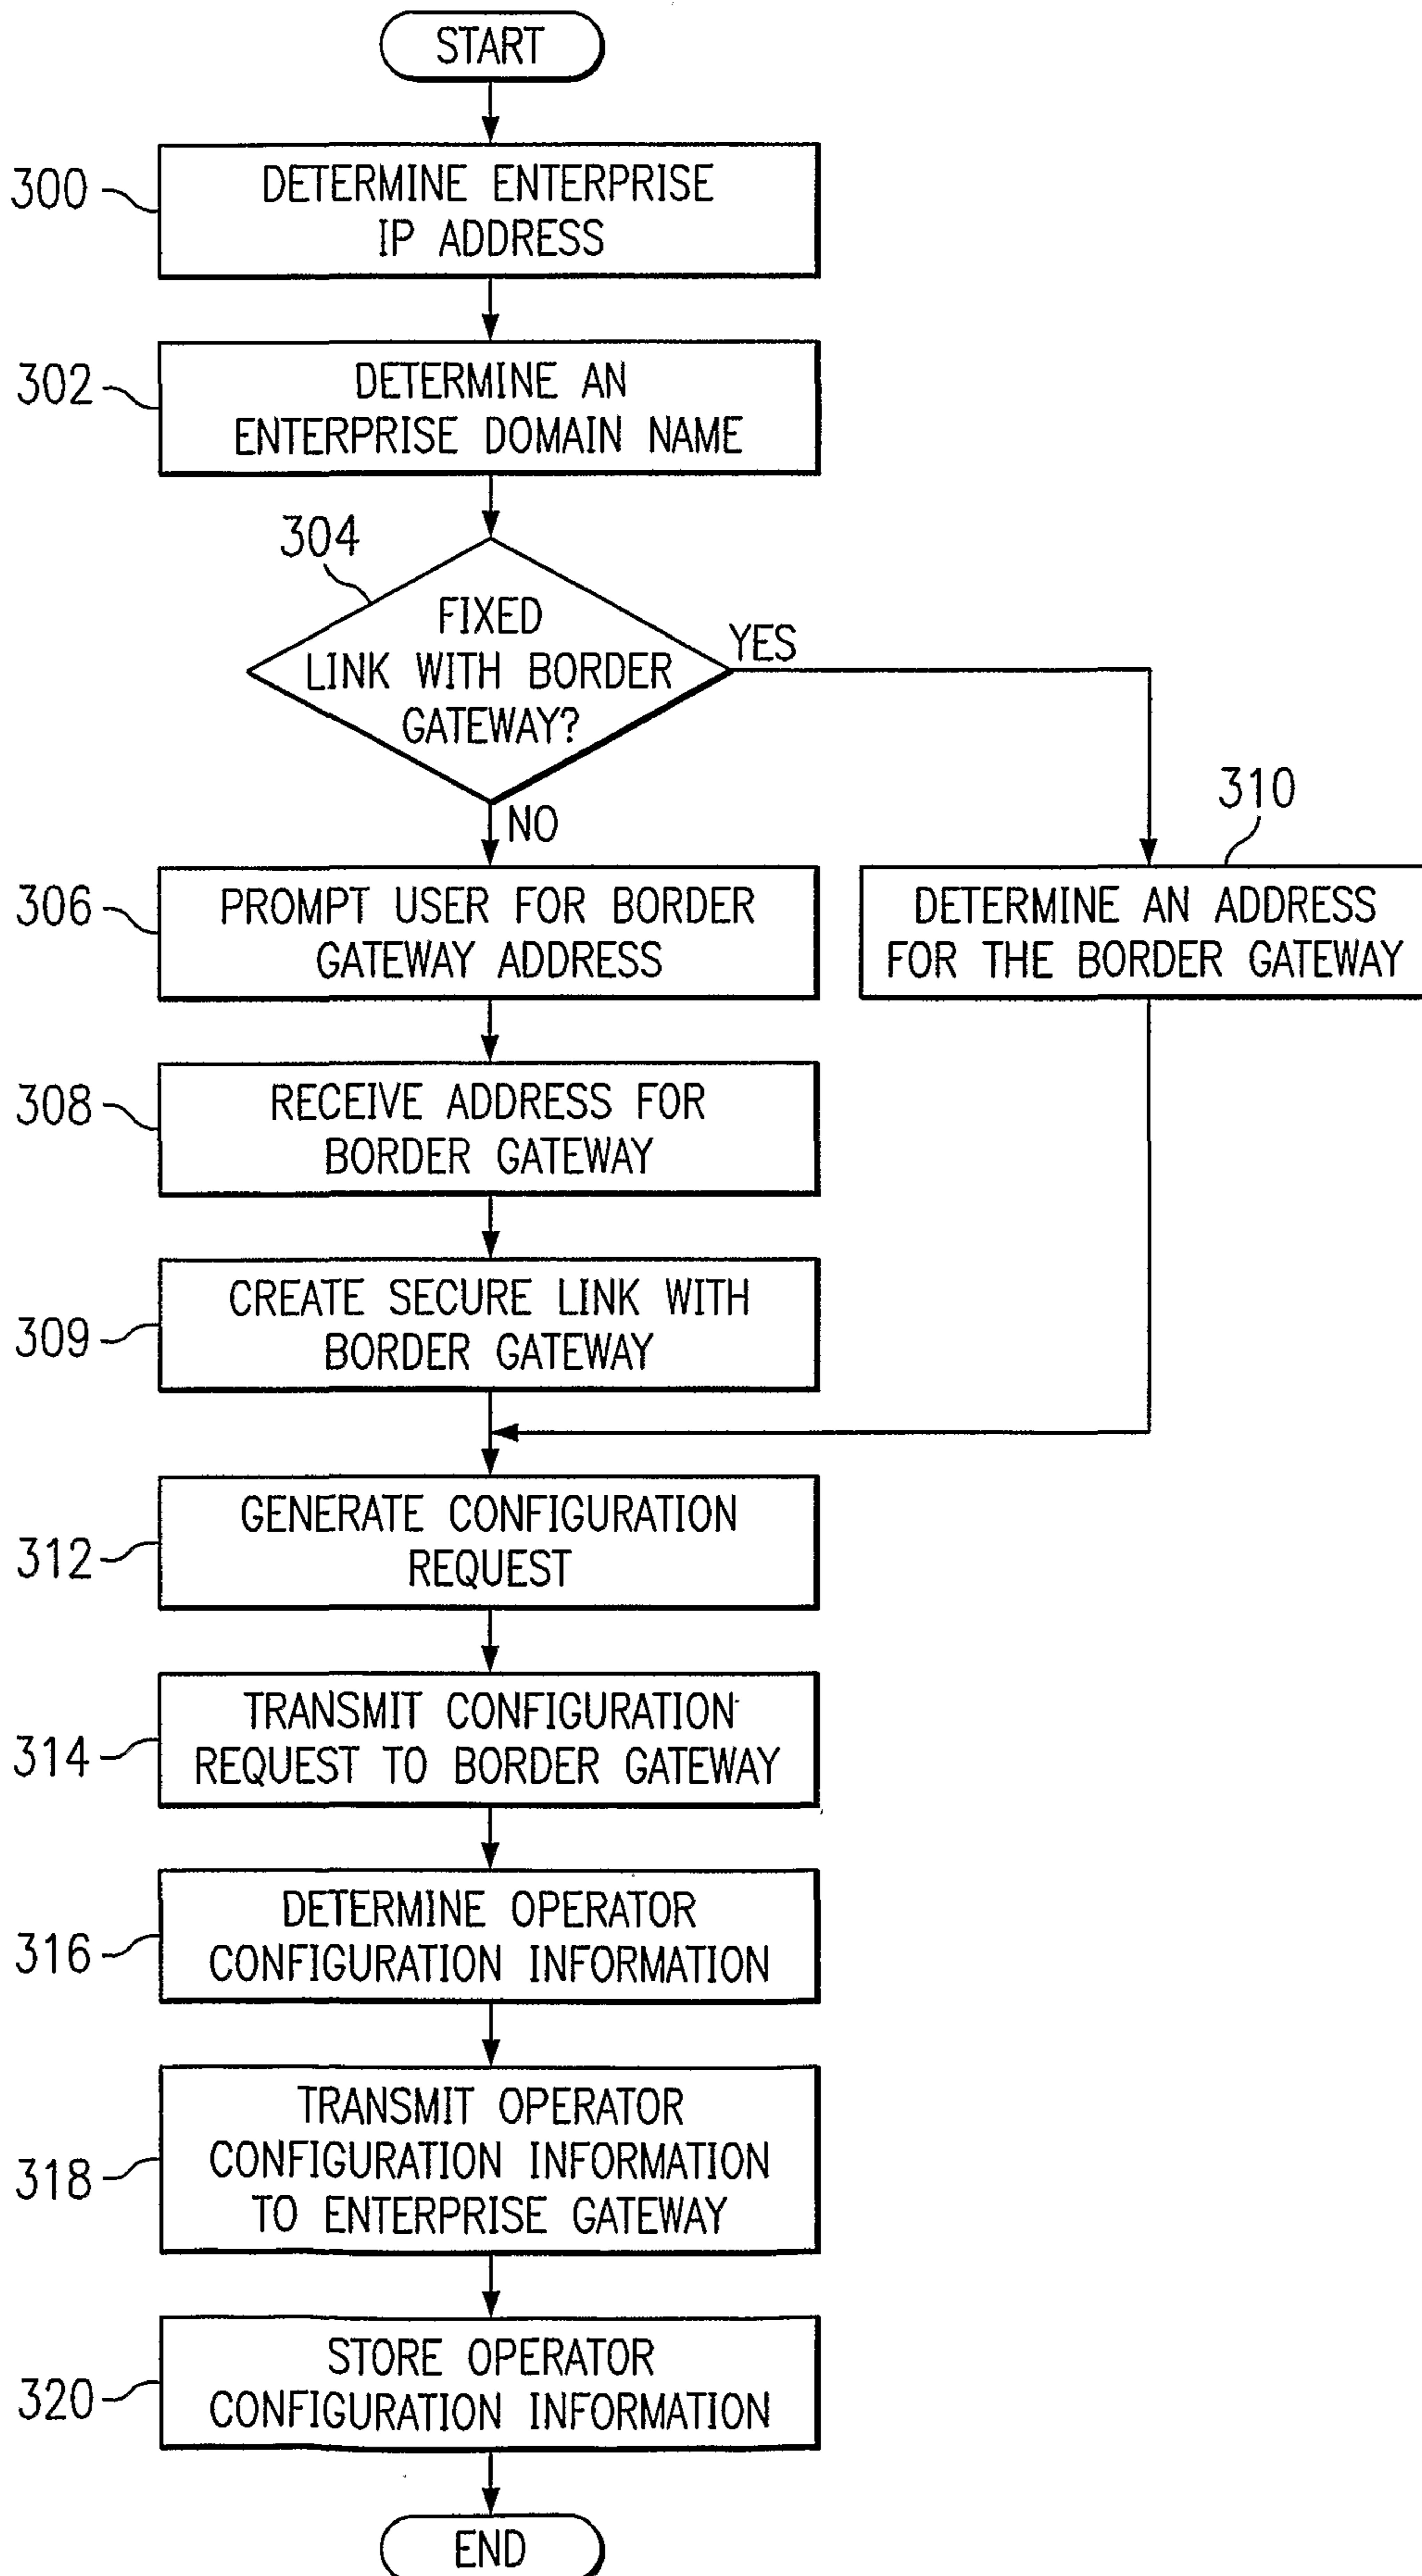 START
300
DETERMINE ENTERPRISE
IP ADDRESS
302
DETERMINE AN
ENTERPRISE DOMAIN NAME
304
FIXED
LINK WITH BORDER
GATEWAY?
YES
NO
310
306
PROMPT USER FOR BORDER
GATEWAY ADDRESS
DETERMINE AN ADDRESS
FOR THE BORDER GATEWAY
308
RECEIVE ADDRESS FOR
BORDER GATEWAY
309
CREATE SECURE LINK WITH
BORDER GATEWAY
312
GENERATE CONFIGURATION
REQUEST
314
TRANSMIT CONFIGURATION
REQUEST TO BORDER GATEWAY
316
DETERMINE OPERATOR
CONFIGURATION INFORMATION
318
TRANSMIT OPERATOR
CONFIGURATION INFORMATION
TO ENTERPRISE GATEWAY
320
STORE OPERATOR
CONFIGURATION INFORMATION
END